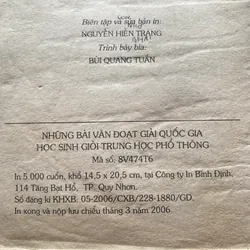 Biên tập và sửa bản in:
NGUYỄN HIỀN TRANG
Trình bày bìa:
BÙI QUANG TUẤN
NHỮNG BÀI VĂN ĐOẠT GIẢI QUỐC GIA
HỌC SINH GIỎI TRUNG HỌC PHỔ THÔNG
Mã số: 8V474T6
In 5.000 cuốn, khổ 14,5 x 20,5 cm, tại Công ty In Bình Định.
114 Tăng Bạt Hổ, TP. Quy Nhơn.
Số đăng kí KHXB: 05-2006/CXB/228-1880/GD.
In xong và nộp lưu chiểu tháng 3 năm 2006.